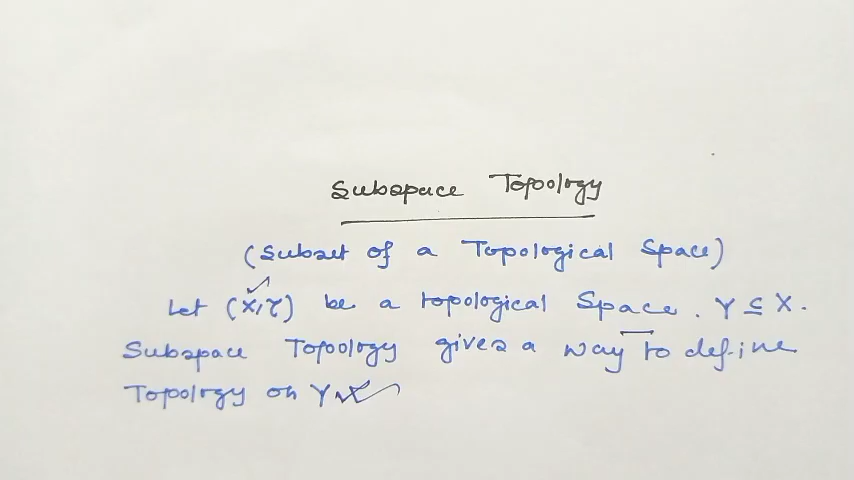 Subspace Topology
(Subset of a Topological Space)
Let (X,τ) be a topological Space. Y ⊆ X.
Subspace Topology gives a way to define
Topology on Y